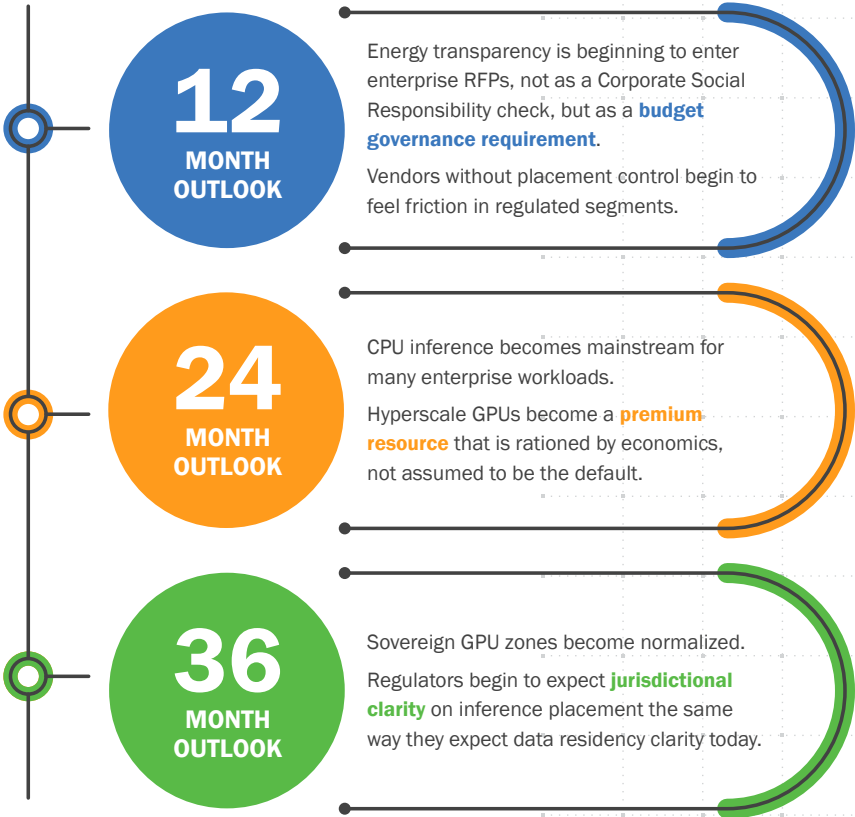 12
MONTH
OUTLOOK
Energy transparency is beginning to enter
enterprise RFPs, not as a Corporate Social
Responsibility check, but as a budget
governance requirement.
Vendors without placement control begin to
feel friction in regulated segments.
24
MONTH
OUTLOOK
CPU inference becomes mainstream for
many enterprise workloads.
Hyperscale GPUs become a premium
resource that is rationed by economics,
not assumed to be the default.
36
MONTH
OUTLOOK
Sovereign GPU zones become normalized.
Regulators begin to expect jurisdictional
clarity on inference placement the same
way they expect data residency clarity today.